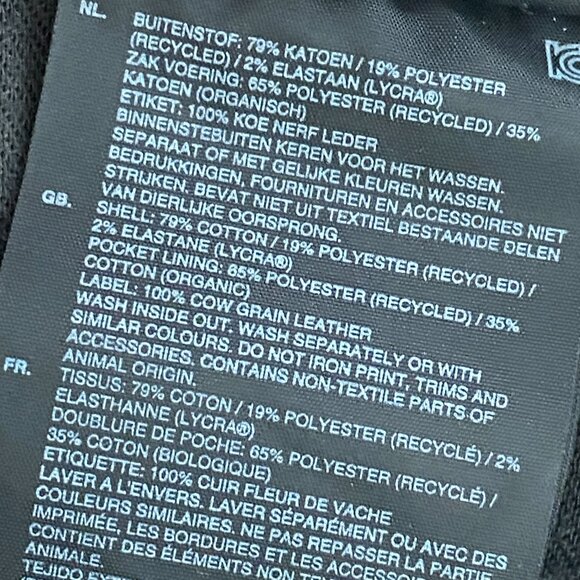 NL.
BUITENSTOF: 79% KATOEN / 19% POLYESTER
(RECYCLED) / 2% ELASTAAN (LYCRA®)
ZAK VOERING: 65% POLYESTER (RECYCLED) / 35%
KATOEN (ORGANISCH)
ETIKET: 100% KOE NERF LEDER
BINNENSTEBUITEN KEREN VOOR HET WASSEN.
SEPARAAT OF MET GELIJKE KLEUREN WASSEN.
BEDRUKKINGEN, FOURNITUREN EN ACCESSOIRES NIET
STRIJKEN. BEVAT NIET UIT TEXTIEL BESTAANDE DELEN
VAN DIERLIJKE OORSPRONG.
GB.
SHELL: 79% COTTON / 19% POLYESTER (RECYCLED) /
2% ELASTANE (LYCRA®)
POCKET LINING: 65% POLYESTER (RECYCLED) / 35%
COTTON (ORGANIC)
LABEL: 100% COW GRAIN LEATHER
WASH INSIDE OUT. WASH SEPARATELY OR WITH
SIMILAR COLOURS. DO NOT IRON PRINT, TRIMS AND
ACCESSORIES. CONTAINS NON-TEXTILE PARTS OF
ANIMAL ORIGIN.
FR.
TISSUS: 79% COTON / 19% POLYESTER (RECYCLÉ) / 2%
ELASTHANNE (LYCRA®)
DOUBLURE DE POCHE: 65% POLYESTER (RECYCLÉ) /
35% COTON (BIOLOGIQUE)
ETIQUETTE: 100% CUIR FLEUR DE VACHE
LAVER A L'ENVERS. LAVER SÉPARÉMENT OU AVEC DES
COULEURS SIMILAIRES. NE PAS REPASSER LA PARTIE
IMPRIMÉE, LES BORDURES ET LES
CONTIENT DES ÉLÉMENTS NON
ANIMALE.
TEJIDO